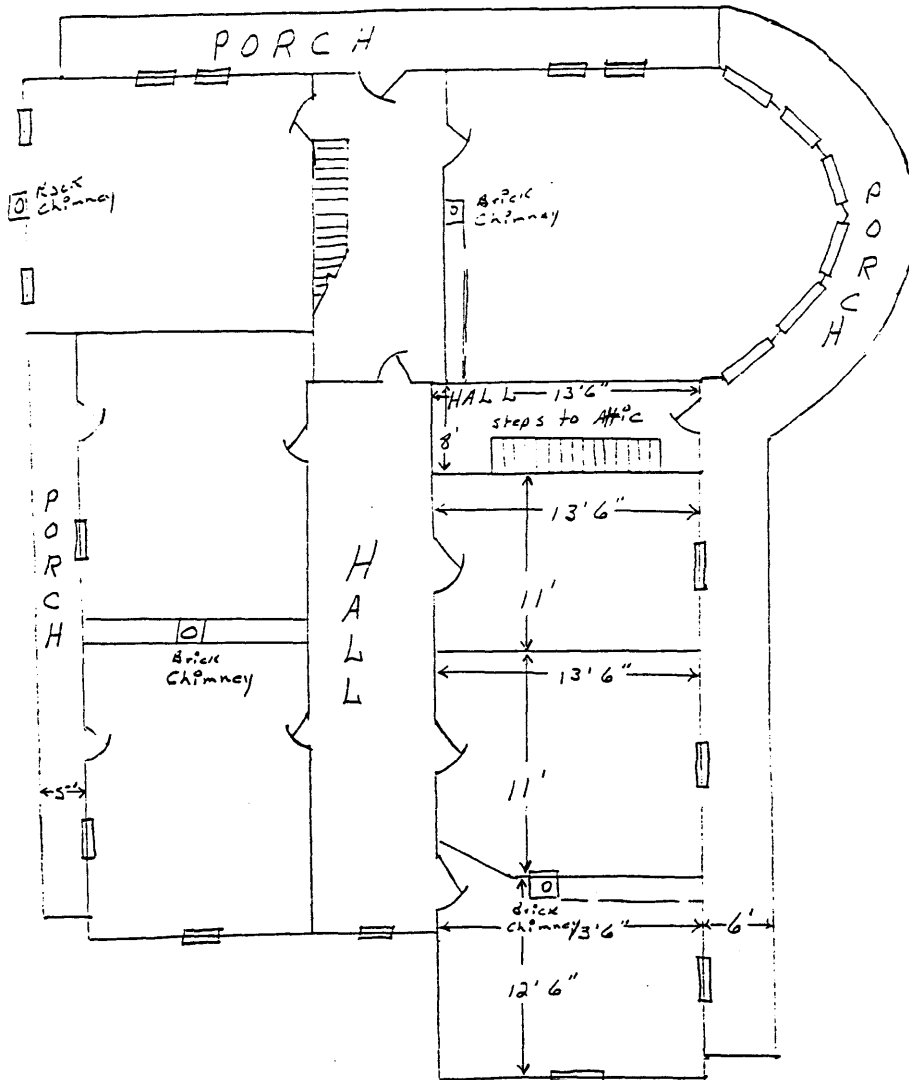 PORCH
Rock
Chimney
Brick
Chimney
PORCH
HALL 13'6"
steps to Attic
8'
13'6"
PORCH
HALL
11'
Brick
Chimney
13'6"
11'
5'
Brick
Chimney 13'6"
6'
12'6"